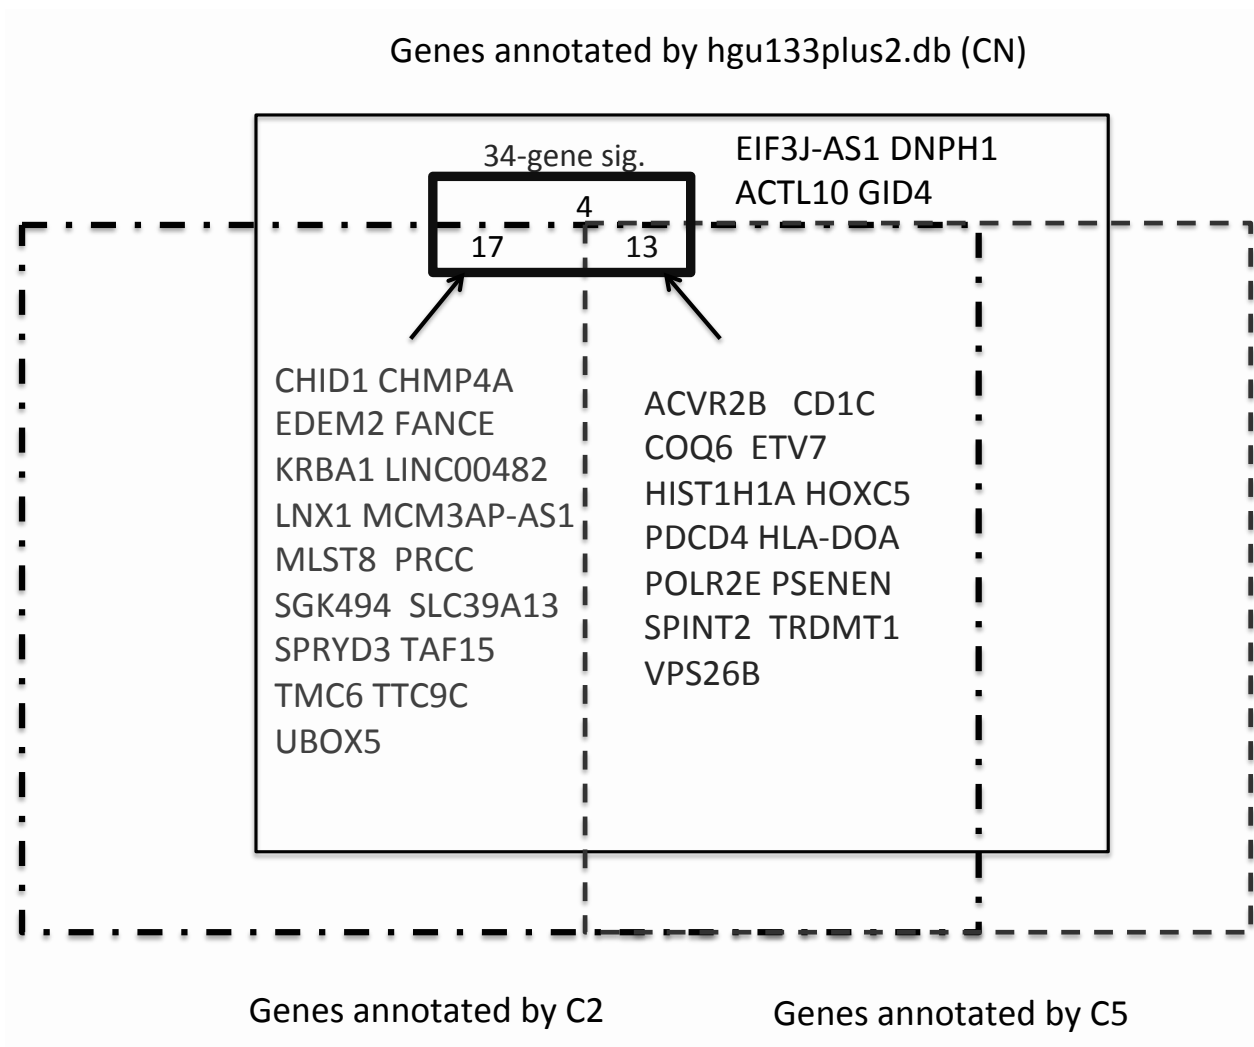 Genes annotated by hgu133plus2.db (CN)
34-gene sig.
EIF3J-AS1 DNPH1
ACTL10 GID4
4
17
13
CHID1 CHMP4A
EDEM2 FANCE
KRBA1 LINC00482
LNX1 MCM3AP-AS1
MLST8 PRCC
SGK494 SLC39A13
SPRYD3 TAF15
TMC6 TTC9C
UBOX5
ACVR2B CD1C
COQ6 ETV7
HIST1H1A HOXC5
PDCD4 HLA-DOA
POLR2E PSENEN
SPINT2 TRDMT1
VPS26B
Genes annotated by C2
Genes annotated by C5